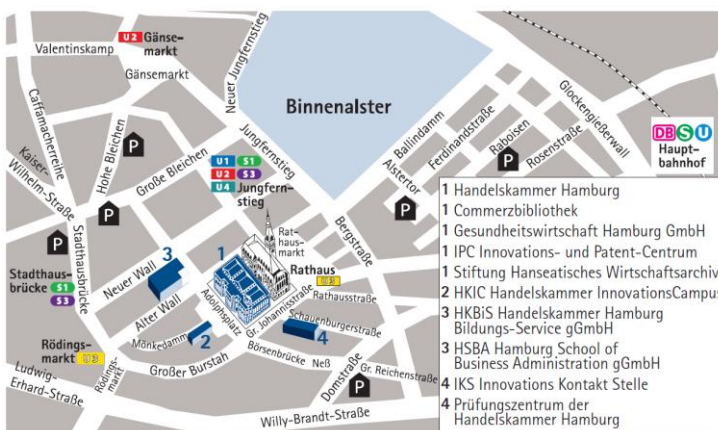 U2 Gänse-
markt
Valentinskamp
Gänsemarkt
Neuer Jungfernstieg
Caffamacherreihe
Kaiser-
Wilhelm-Straße
Hohe Bleichen
Große Bleichen
Jungfernstieg
Binnenalster
Ballindamm
Ferdinandstraße
Raboisen
Rosenstraße
Glockengießerwall
Alstertor
DB S U
Haupt-
bahnhof
P
P
P
P
P
P
U1 S1
U2 S3
U4 Jungfern-
stieg
Bergstraße
Rat-
haus-
markt
Rathaus
U3
Rathausstraße
Stadthaus-
brücke S1
S3
Stadthausbrücke
Neuer Wall
Alter Wall
3
1
Adolphsplatz
Gr. Johannisstraße
Schauenburgerstraße
4
Mönkedamm
2
Börsenbrücke
Neß
Großer Burstah
Rödings-
markt U3
Rödings-
markt
Domstraße
Gr. Reichenstraße
Ludwig-
Erhard-Straße
Willy-Brandt-Straße
1 Handelskammer Hamburg
1 Commerzbibliothek
1 Gesundheitswirtschaft Hamburg GmbH
1 IPC Innovations- und Patent-Centrum
1 Stiftung Hanseatisches Wirtschaftsarchiv
2 HKIC Handelskammer InnovationsCampus
3 HKBiS Handelskammer Hamburg
Bildungs-Service gGmbH
3 HSBA Hamburg School of
Business Administration gGmbH
4 IKS Innovations Kontakt Stelle
4 Prüfungszentrum der
Handelskammer Hamburg